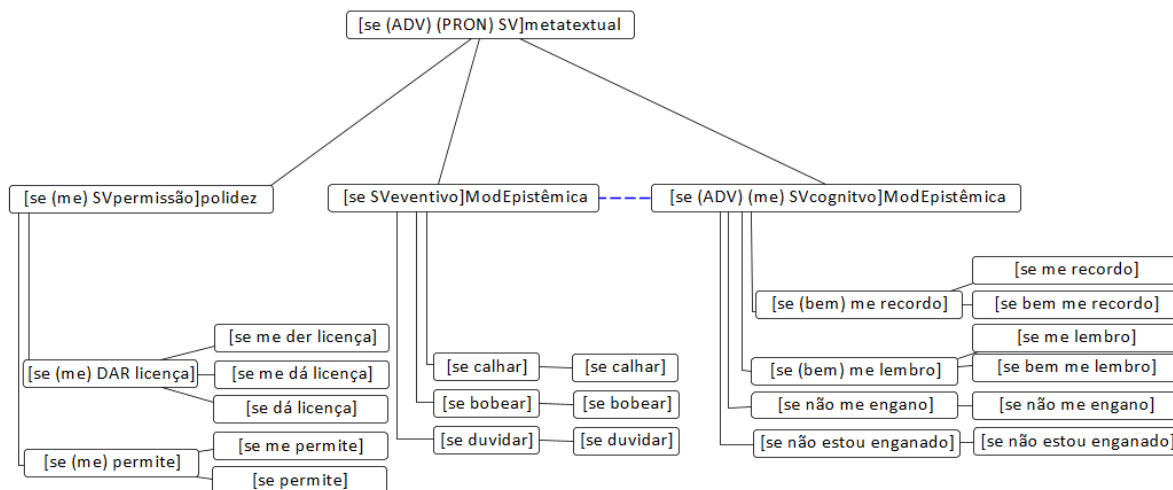 [se (ADV) (PRON) SV]metatextual
[se (me) SVpermissão]polidez
[se SVeventivo]ModEpistêmica
[se (ADV) (me) SVcognitvo]ModEpistêmica
[se me recordo]
[se (bem) me recordo]
[se bem me recordo]
[se me der licença]
[se me lembro]
[se (me) DAR licença]
[se me dá licença]
[se calhar]
[se calhar]
[se (bem) me lembro]
[se bem me lembro]
[se dá licença]
[se bobear]
[se bobear]
[se não me engano]
[se não me engano]
[se me permite]
[se duvidar]
[se duvidar]
[se não estou enganado]
[se não estou enganado]
[se (me) permite]
[se permite]